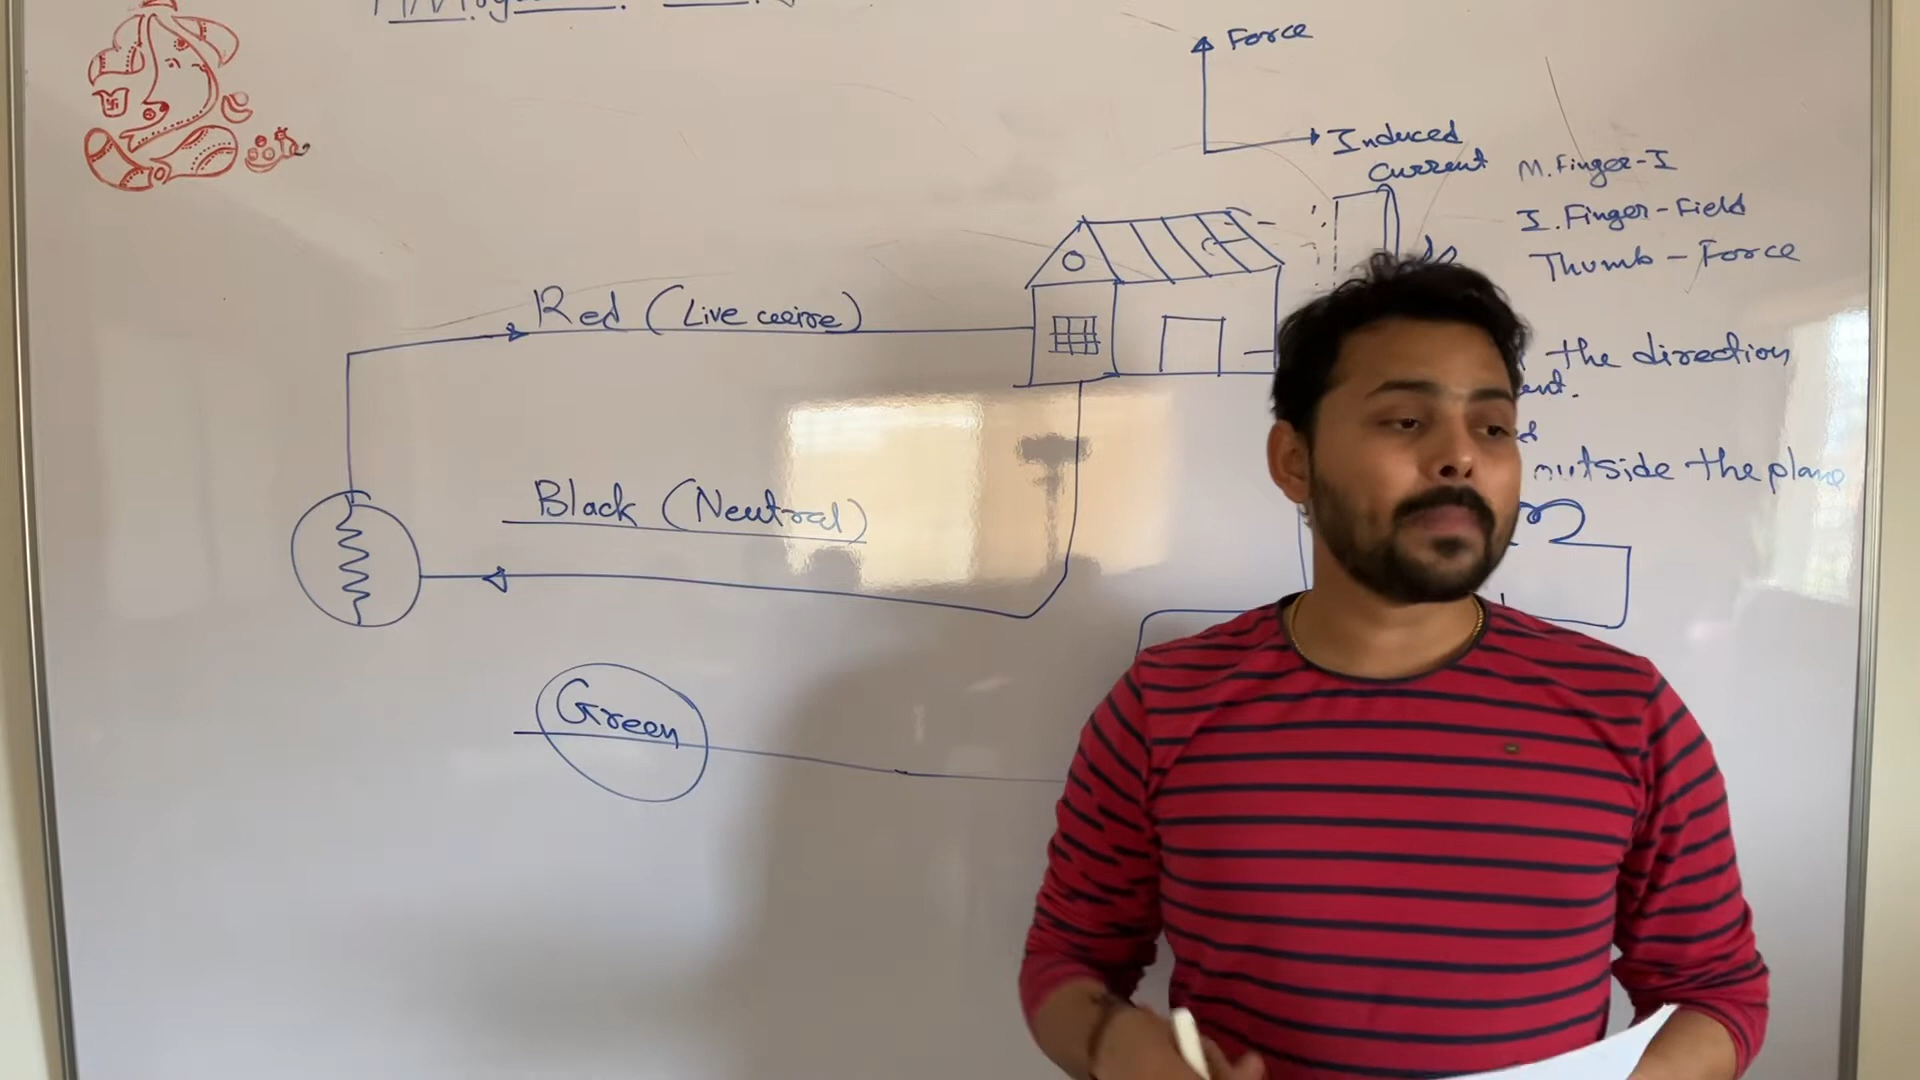 Force
Induced
Current
M. Finger-I
I. Finger-Field
Thumb - Force
Red (Live wire)
the direction
outside the plane
Black (Neutral)
Green